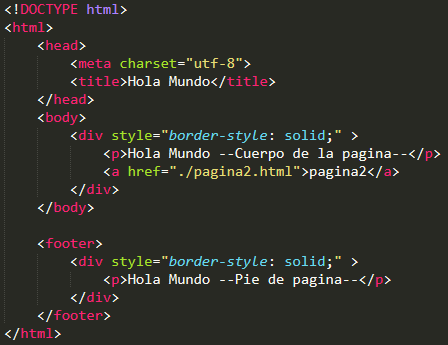 <!DOCTYPE html>
<html>
    <head>
        <meta charset="utf-8">
        <title>Hola Mundo</title>
    </head>
    <body>
        <div style="border-style: solid;" >
            <p>Hola Mundo --Cuerpo de la pagina--</p>
            <a href="./pagina2.html">pagina2</a>
        </div>
    </body>

    <footer>
        <div style="border-style: solid;" >
            <p>Hola Mundo --Pie de pagina--</p>
        </div>
    </footer>
</html>